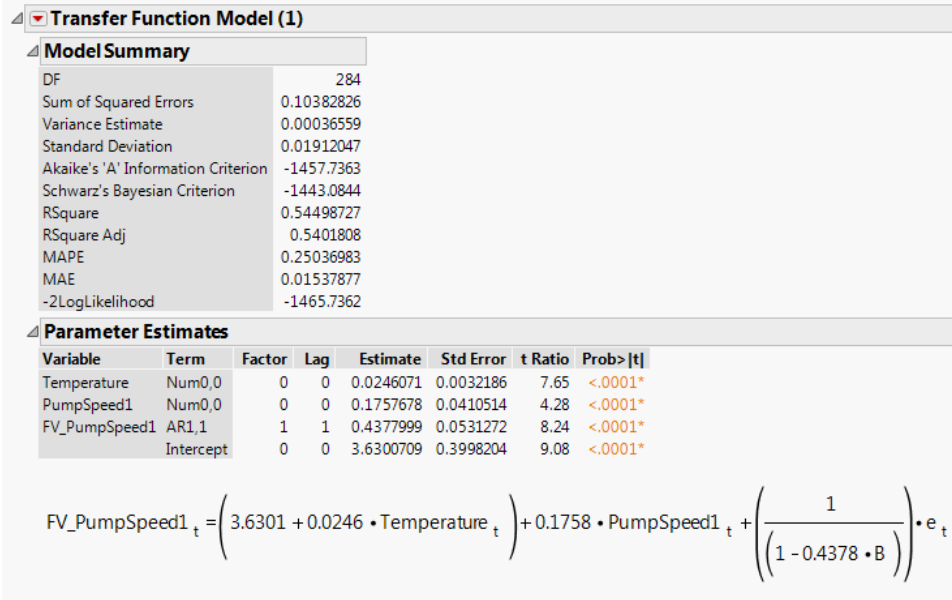 Transfer Function Model (1)
Model Summary
DF 284
Sum of Squared Errors 0.10382826
Variance Estimate 0.00036559
Standard Deviation 0.01912047
Akaike's 'A' Information Criterion -1457.7363
Schwarz's Bayesian Criterion -1443.0844
RSquare 0.54498727
RSquare Adj 0.5401808
MAPE 0.25036983
MAE 0.01537877
-2LogLikelihood -1465.7362
Parameter Estimates
Variable Term Factor Lag Estimate Std Error t Ratio Prob>|t|
Temperature Num0,0 0 0 0.0246071 0.0032186 7.65 <.0001*
PumpSpeed1 Num0,0 0 0 0.1757678 0.0410514 4.28 <.0001*
FV_PumpSpeed1 AR1,1 1 1 0.4377999 0.0531272 8.24 <.0001*
Intercept 0 0 3.6300709 0.3998204 9.08 <.0001*
FV_PumpSpeed1 t = (3.6301 + 0.0246 • Temperature t) + 0.1758 • PumpSpeed1 t + (1 / (1 - 0.4378 • B)) • e t